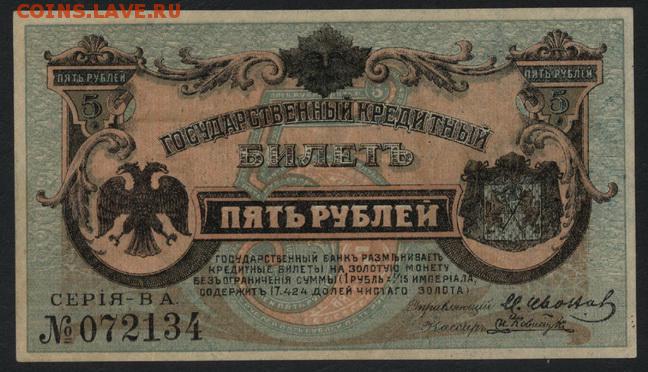 COINS.LAVE.RU
ПЯТЬ РУБЛЕЙ ПЯТЬ РУБЛЕЙ
5 5
ГОСУДАРСТВЕННЫЙ КРЕДИТНЫЙ
БИЛЕТЪ
ПЯТЬ РУБЛЕЙ
ГОСУДАРСТВЕННЫЙ БАНКЪ РАЗМѢНИВАЕТЪ
КРЕДИТНЫЕ БИЛЕТЫ НА ЗОЛОТУЮ МОНЕТУ
БЕЗЪ ОГРАНИЧЕНІЯ СУММЫ (1 РУБЛЬ = 1/15 ИМПЕРІАЛА,
СОДЕРЖИТЪ 17.424 ДОЛЕЙ ЧИСТАГО ЗОЛОТА)
СЕРІЯ - В А.
Управляющій
№ 072134
Кассиръ